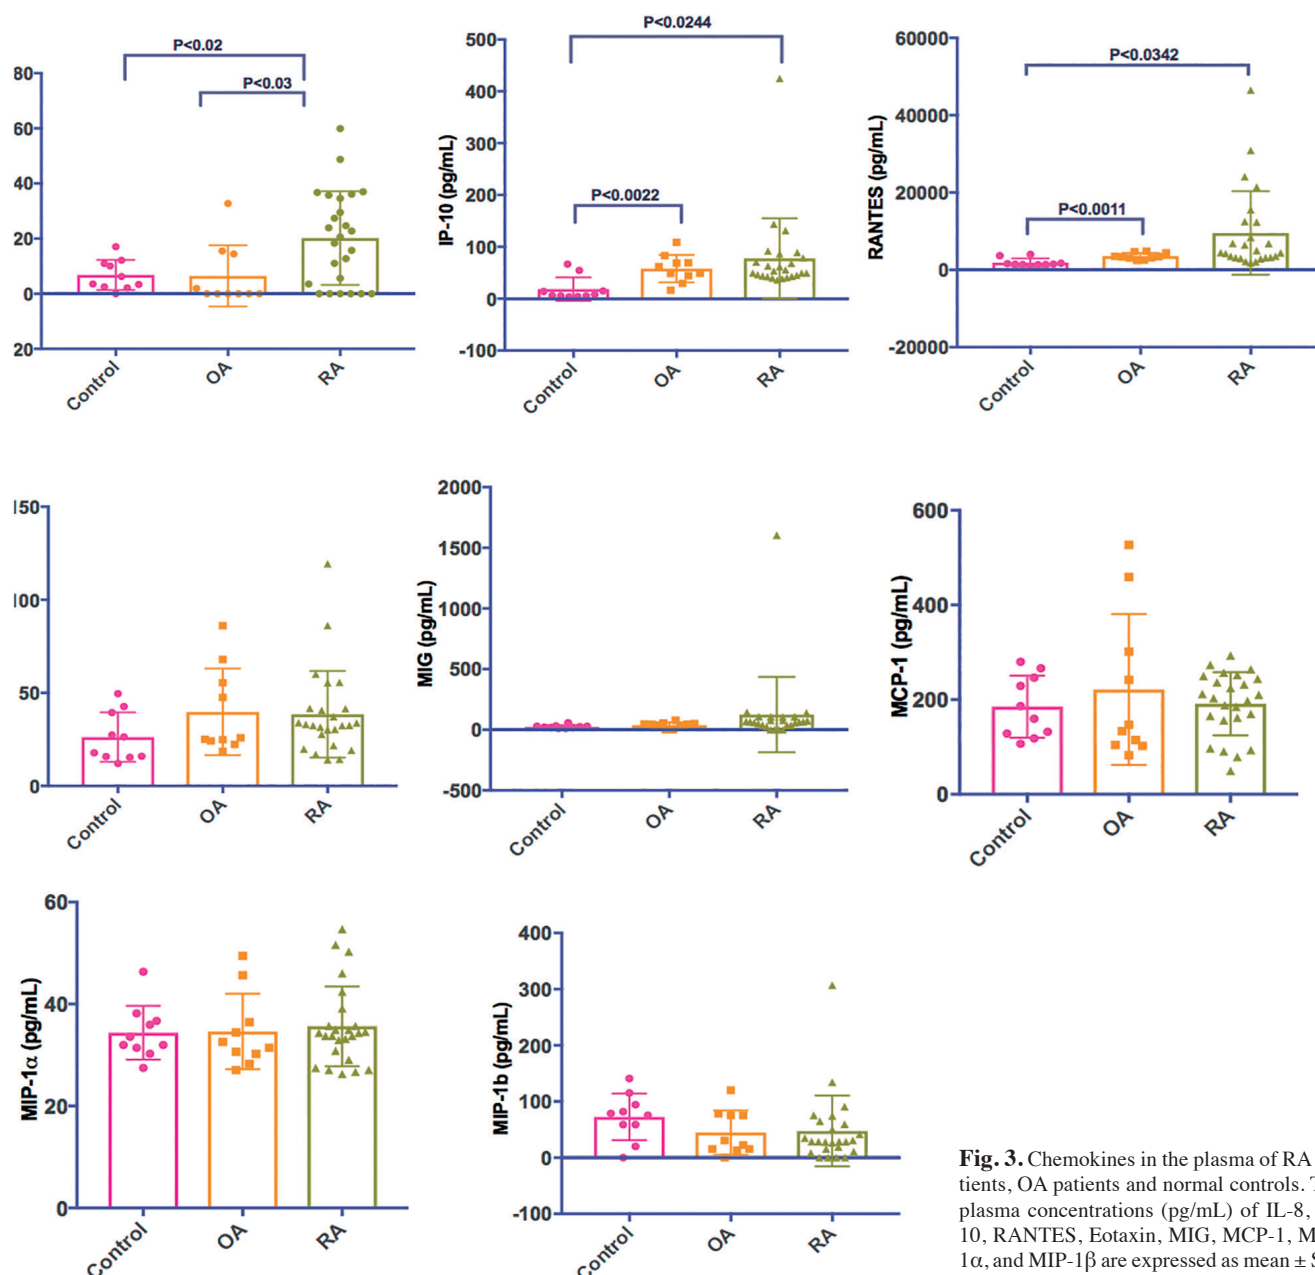 P<0.02
P<0.03
80
60
40
20
0
20
Control
OA
RA
P<0.0244
P<0.0022
IP-10 (pg/mL)
500
400
300
200
100
0
-100
Control
OA
RA
P<0.0342
P<0.0011
RANTES (pg/mL)
60000
40000
20000
0
-20000
Control
OA
RA
50
0
Control
OA
RA
MIG (pg/mL)
2000
1500
1000
500
0
-500
Control
OA
RA
MCP-1 (pg/mL)
600
400
200
0
Control
OA
RA
MIP-1α (pg/mL)
60
40
20
0
Control
OA
RA
MIP-1b (pg/mL)
400
300
200
100
0
-100
Control
OA
RA
Fig. 3. Chemokines in the plasma of RA
tients, OA patients and normal controls.
plasma concentrations (pg/mL) of IL-8,
10, RANTES, Eotaxin, MIG, MCP-1,
1α, and MIP-1β are expressed as mean ±